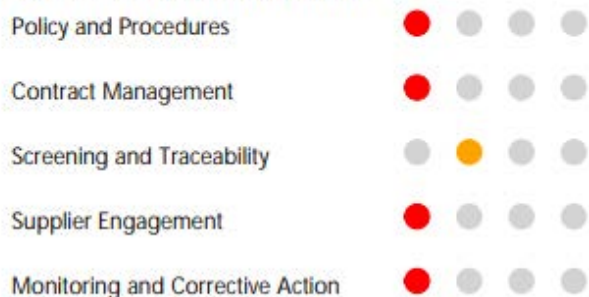 Policy and Procedures
Contract Management
Screening and Traceability
Supplier Engagement
Monitoring and Corrective Action